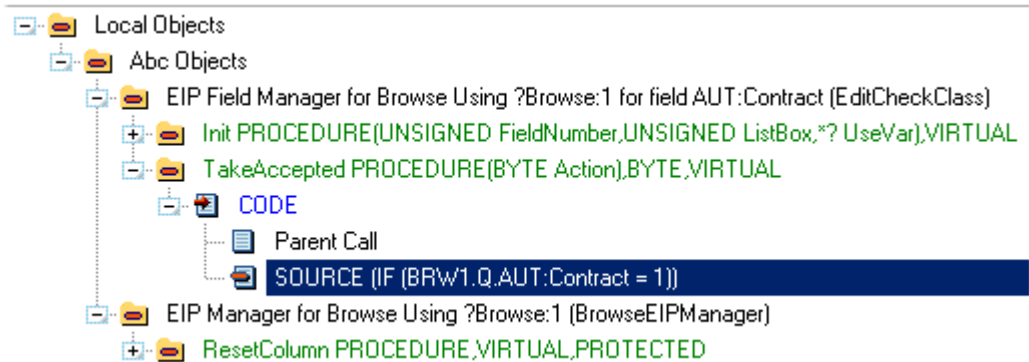 Local Objects
Abc Objects
EIP Field Manager for Browse Using ?Browse:1 for field AUT:Contract (EditCheckClass)
Init PROCEDURE(UNSIGNED FieldNumber,UNSIGNED ListBox,*? UseVar),VIRTUAL
TakeAccepted PROCEDURE(BYTE Action),BYTE,VIRTUAL
CODE
Parent Call
SOURCE (IF (BRW1.Q.AUT:Contract = 1))
EIP Manager for Browse Using ?Browse:1 (BrowseEIPManager)
ResetColumn PROCEDURE,VIRTUAL,PROTECTED